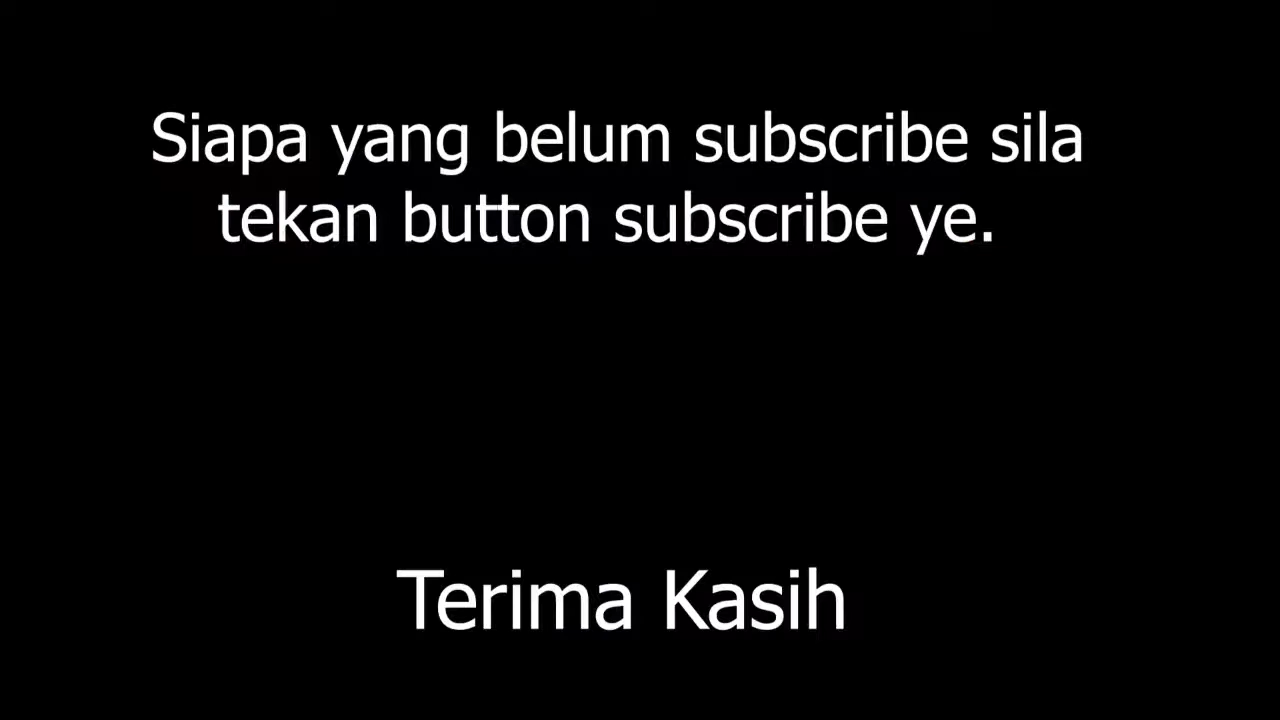 Siapa yang belum subscribe sila
tekan button subscribe ye.
Terima Kasih